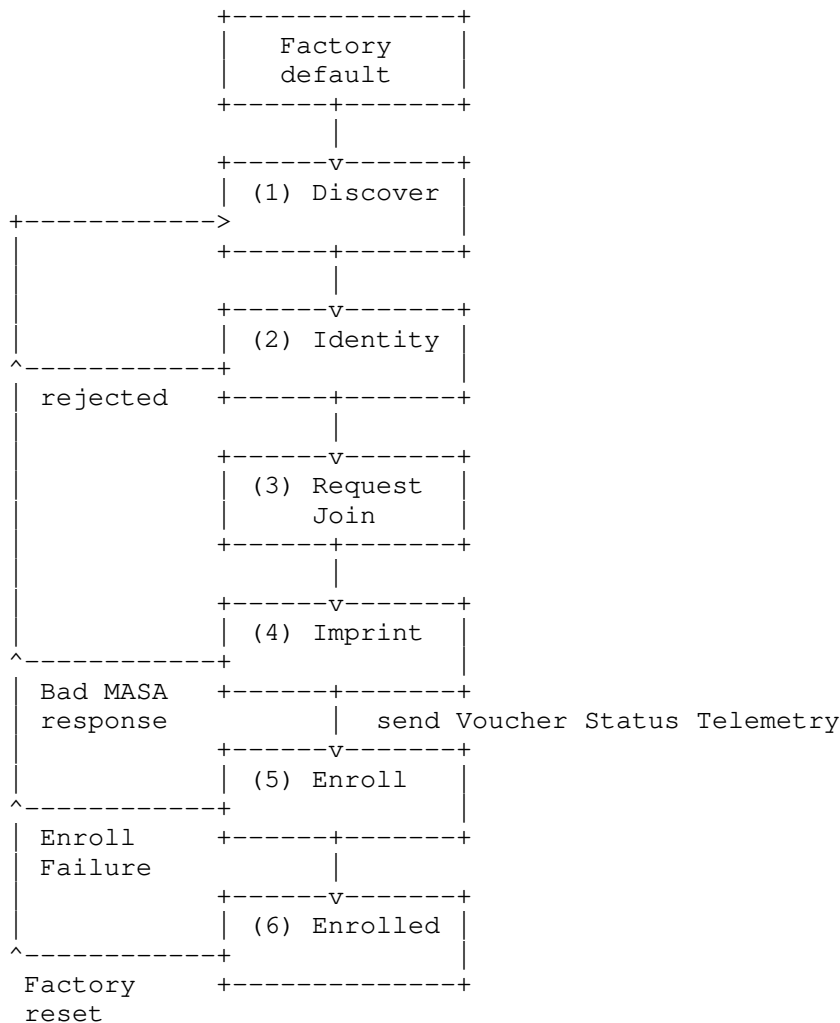 Factory
default
(1) Discover
(2) Identity
rejected
(3) Request
Join
(4) Imprint
Bad MASA
response
send Voucher Status Telemetry
(5) Enroll
Enroll
Failure
(6) Enrolled
Factory
reset